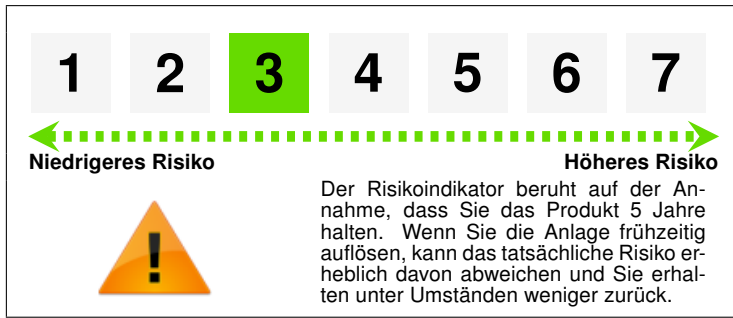 1 2 3 4 5 6 7
Niedrigeres Risiko Höheres Risiko
Der Risikoindikator beruht auf der An-
nahme, dass Sie das Produkt 5 Jahre
halten. Wenn Sie die Anlage frühzeitig
auflösen, kann das tatsächliche Risiko er-
heblich davon abweichen und Sie erhal-
ten unter Umständen weniger zurück.
!